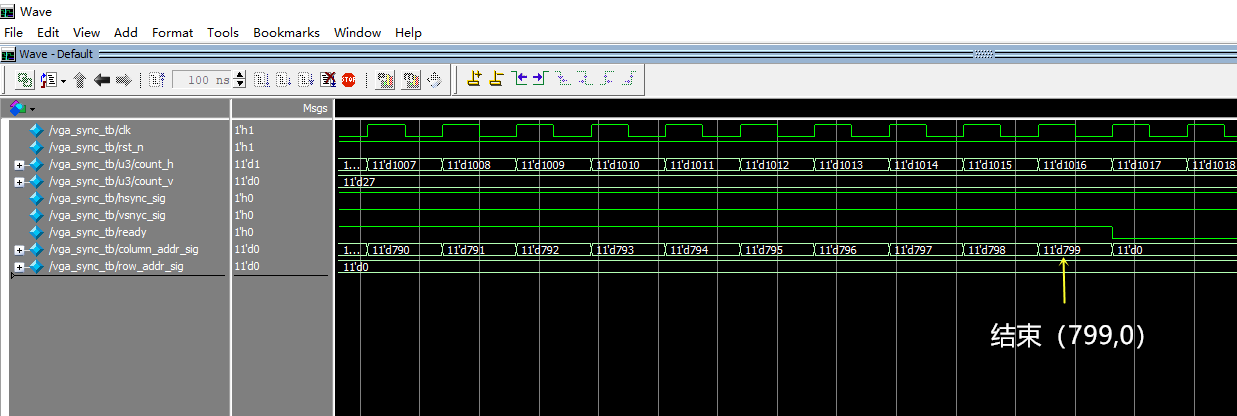 Wave
File Edit View Add Format Tools Bookmarks Window Help
Wave - Default
100 ns
STOP
Msgs
/vga_sync_tb/clk 1'h1
/vga_sync_tb/rst_n 1'h1
/vga_sync_tb/u3/count_h 11'd1 1... 11'd1007 11'd1008 11'd1009 11'd1010 11'd1011 11'd1012 11'd1013 11'd1014 11'd1015 11'd1016 11'd1017 11'd1018
/vga_sync_tb/u3/count_v 11'd0 11'd27
/vga_sync_tb/hsync_sig 1'h0
/vga_sync_tb/vsnyc_sig 1'h0
/vga_sync_tb/ready 1'h0
/vga_sync_tb/column_addr_sig 11'd0 1... 11'd790 11'd791 11'd792 11'd793 11'd794 11'd795 11'd796 11'd797 11'd798 11'd799 11'd0
/vga_sync_tb/row_addr_sig 11'd0 11'd0
结束（799,0）